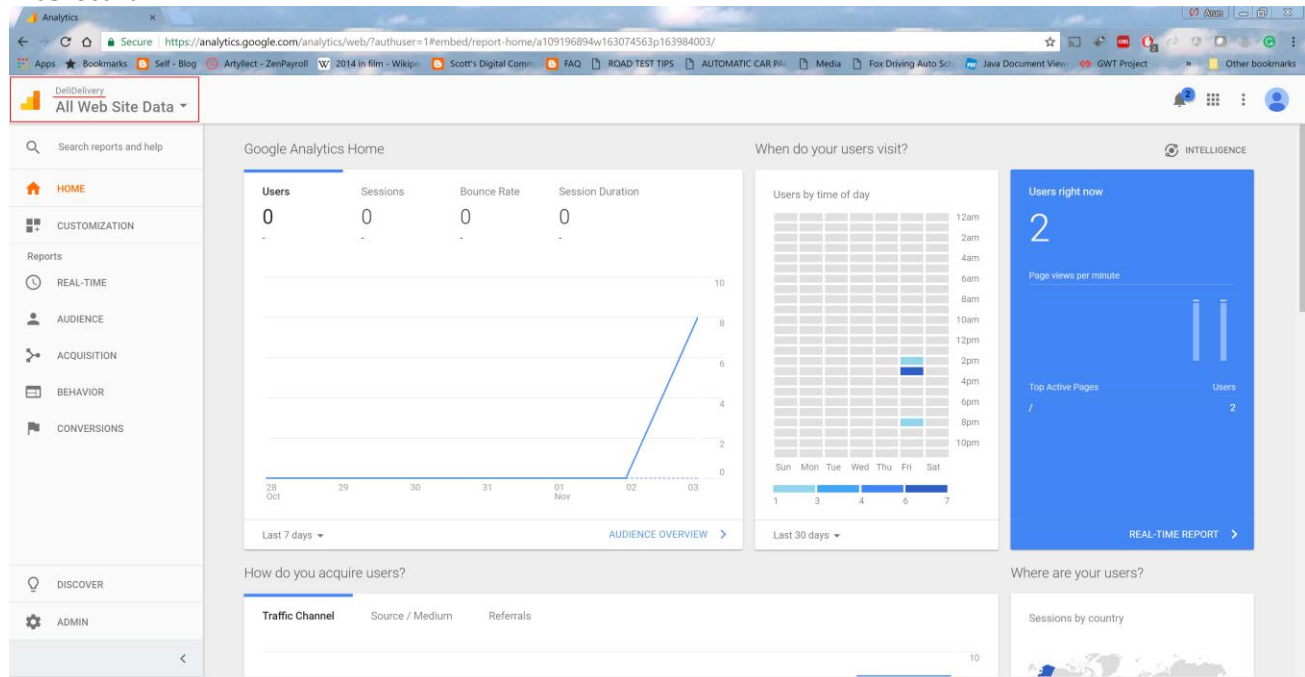 Analytics
Secure https://analytics.google.com/analytics/web/?authuser=1#embed/report-home/a109196894w163074563p163984003/
Apps Bookmarks Self - Blog Artyllect - ZenPayroll 2014 in film - Wikipe Scott's Digital Comm FAQ ROAD TEST TIPS AUTOMATIC CAR PA Media Fox Driving Auto Sch Java Document View GWT Project » Other bookmarks
DeliDelivery
All Web Site Data
2
Search reports and help
HOME
CUSTOMIZATION
Reports
REAL-TIME
AUDIENCE
ACQUISITION
BEHAVIOR
CONVERSIONS
DISCOVER
ADMIN
Google Analytics Home
Users Sessions Bounce Rate Session Duration
0 0 0 0
- - - -
10
8
6
4
2
0
28 29 30 31 01 02 03
Oct Nov
Last 7 days AUDIENCE OVERVIEW
When do your users visit?
INTELLIGENCE
Users by time of day
12am
2am
4am
6am
8am
10am
12pm
2pm
4pm
6pm
8pm
10pm
Sun Mon Tue Wed Thu Fri Sat
1 3 4 6 7
Last 30 days
Users right now
2
Page views per minute
Top Active Pages Users
/ 2
REAL-TIME REPORT
How do you acquire users?
Traffic Channel Source / Medium Referrals
10
Where are your users?
Sessions by country